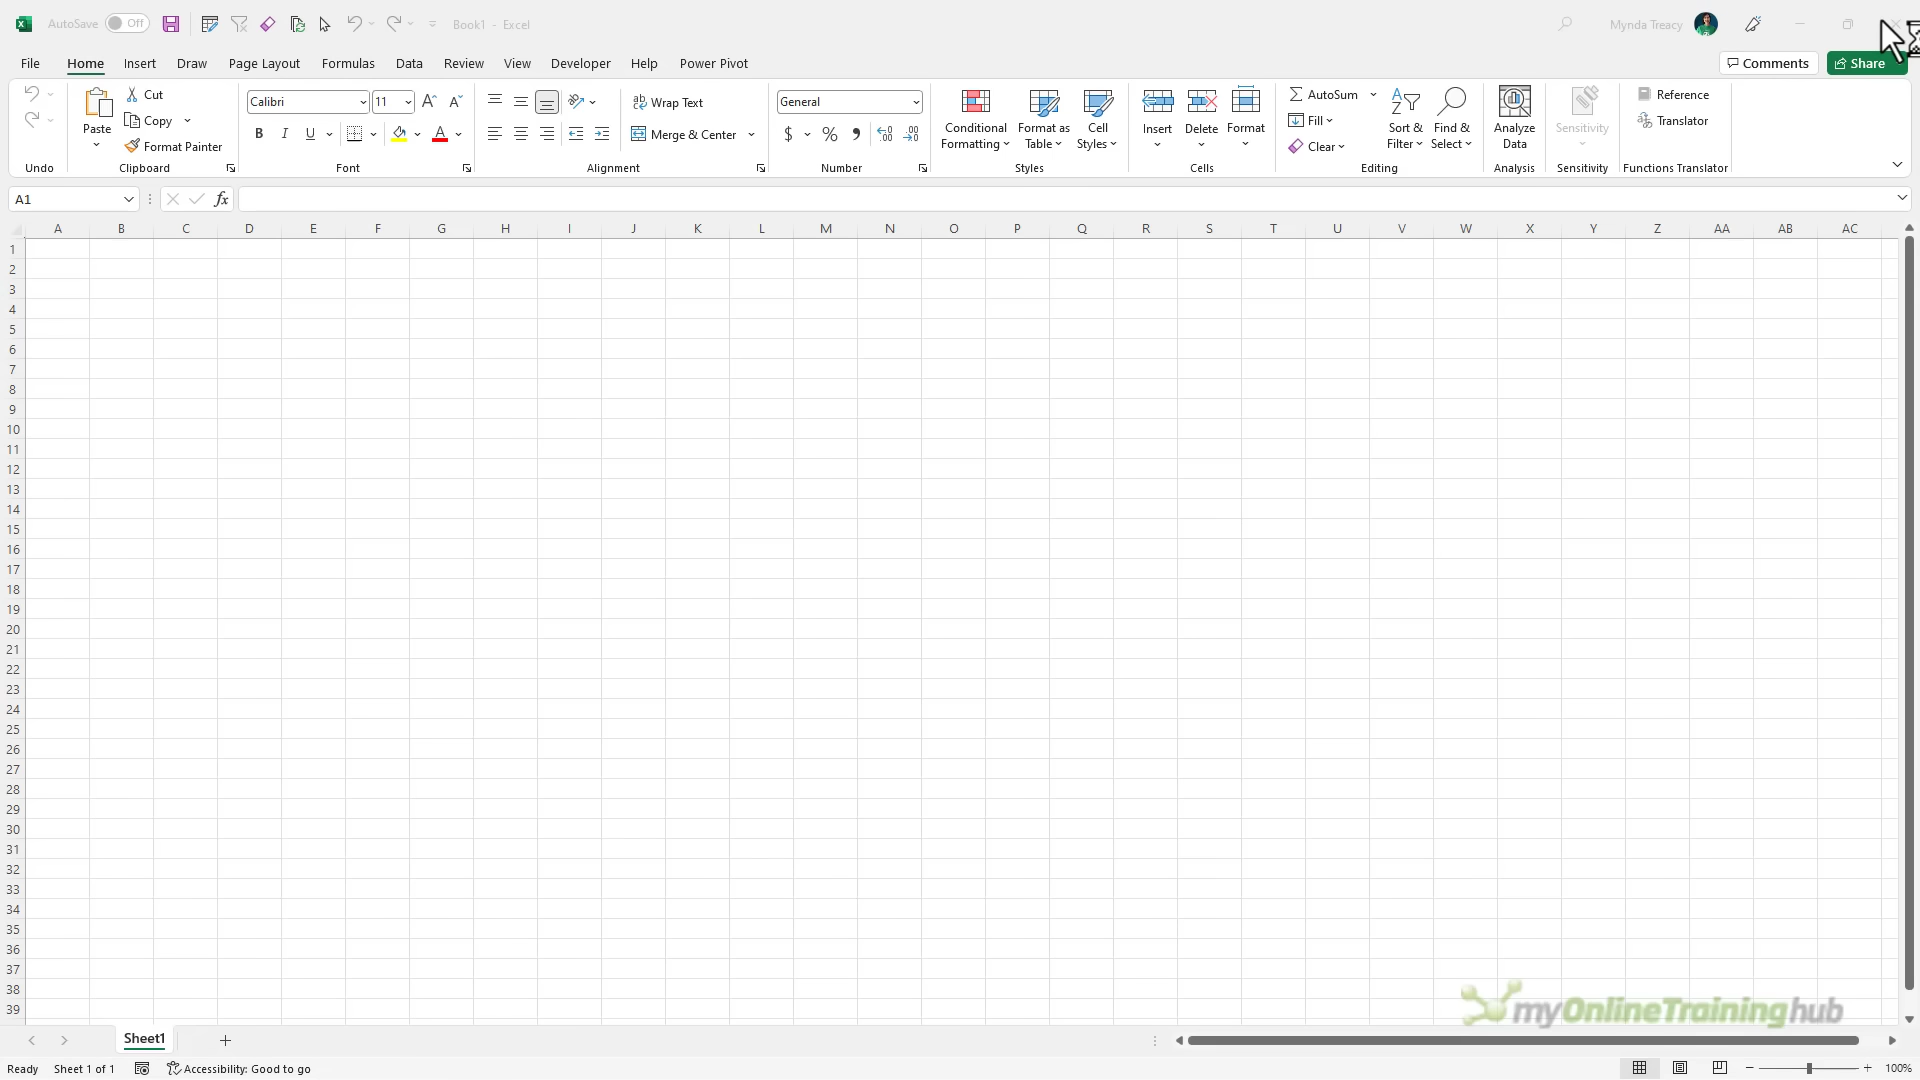 AutoSave Off Book1 - Excel Mynda Treacy
File Home Insert Draw Page Layout Formulas Data Review View Developer Help Power Pivot Comments Share
Cut
Copy
Format Painter
Paste
Calibri 11
B I U A
ab Wrap Text
Merge & Center
General
$ % 9 
Conditional Formatting
Format as Table
Cell Styles
Insert Delete Format
AutoSum
Fill
Clear
Sort & Filter
Find & Select
Analyze Data
Sensitivity
Reference
Translator
Undo Clipboard Font Alignment Number Styles Cells Editing Analysis Sensitivity Functions Translator
A1 fx
A B C D E F G H I J K L M N O P Q R S T U V W X Y Z AA AB AC
1
2
3
4
5
6
7
8
9
10
11
12
13
14
15
16
17
18
19
20
21
22
23
24
25
26
27
28
29
30
31
32
33
34
35
36
37
38
39
myOnlineTraininghub
Sheet1
Ready Sheet 1 of 1 Accessibility: Good to go 100%